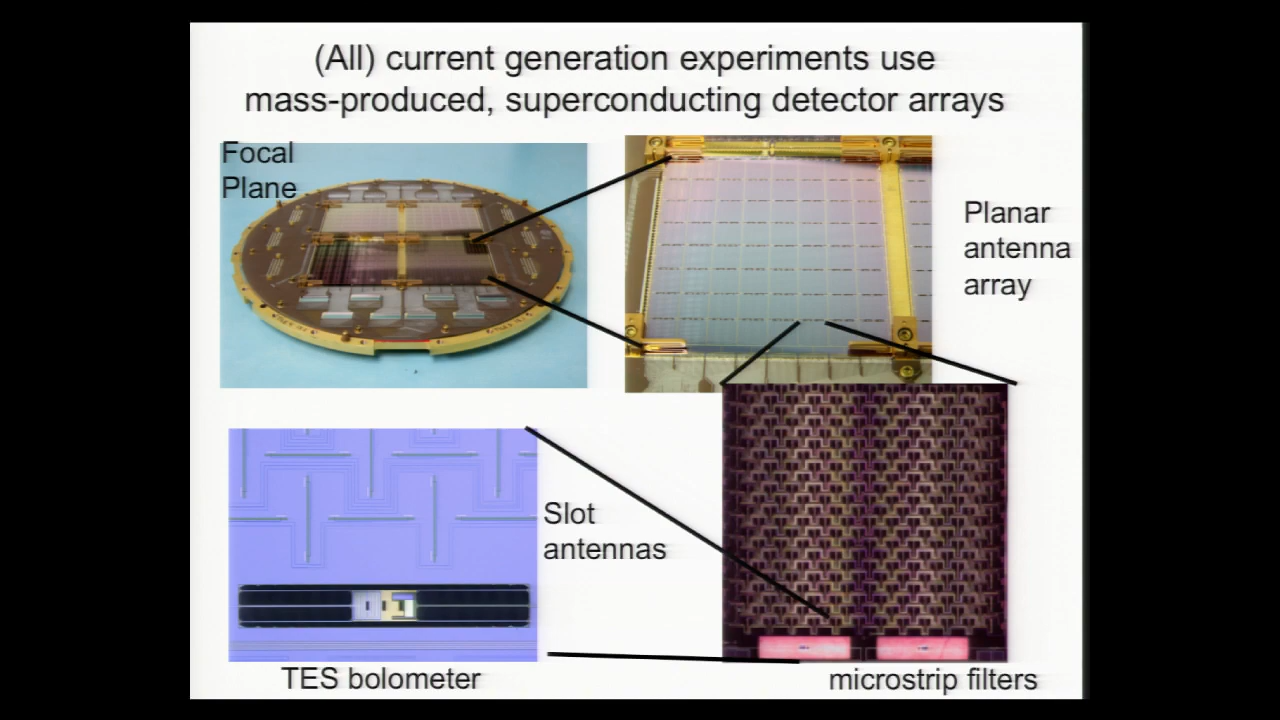 (All) current generation experiments use
mass-produced, superconducting detector arrays
Focal
Plane
Planar
antenna
array
Slot
antennas
TES bolometer
microstrip filters